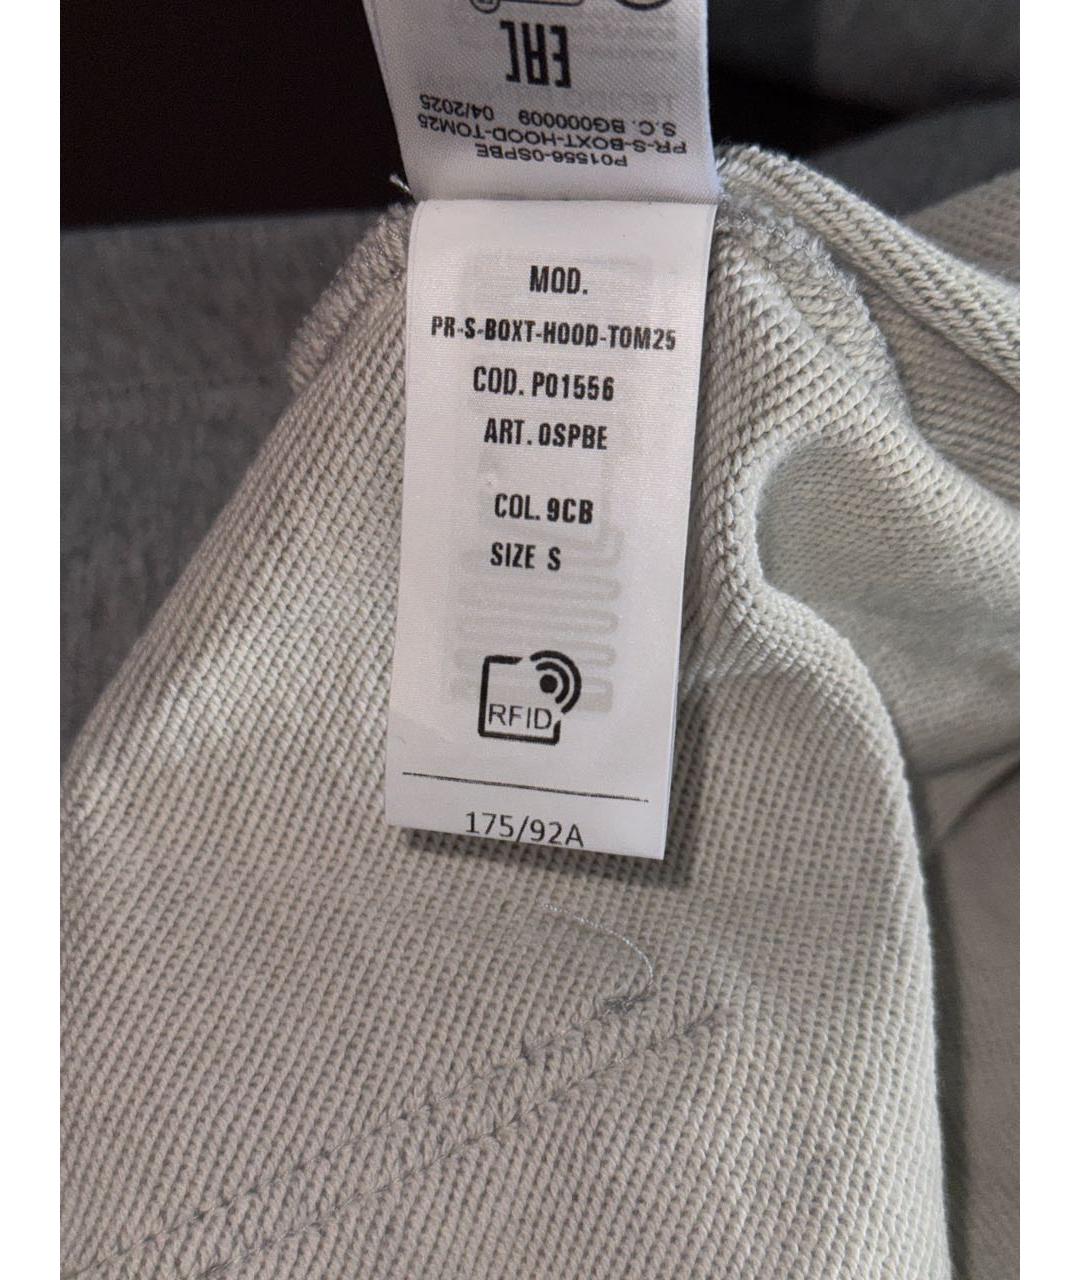 EAC
S.C. BG000009 04/2025
PR-S-BOXT-HOOD-TOM25
P01556-0SPBE
MOD.
PR-S-BOXT-HOOD-TOM25
COD. P01556
ART. 0SPBE
COL. 9CB
SIZE S
RFID
175/92A